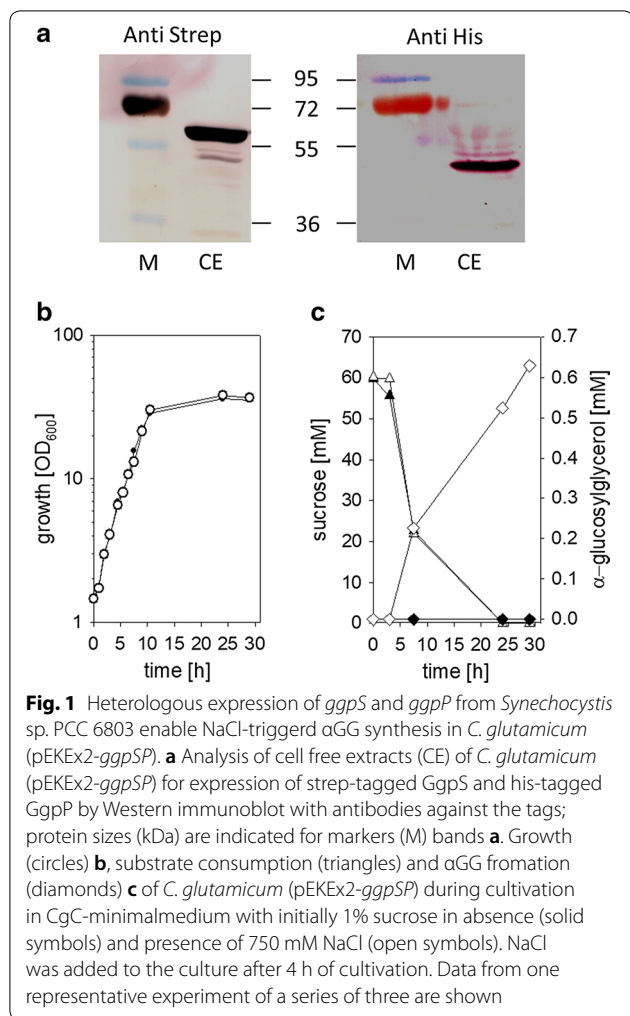 a
Anti Strep Anti His
95
72
55
36
M CE M CE
b c
100
10
1
growth [OD600]
0 5 10 15 20 25 30
time [h]
70
60
50
40
30
20
10
0
sucrose [mM]
0.7
0.6
0.5
0.4
0.3
0.2
0.1
0.0
α–glucosylglycerol [mM]
0 5 10 15 20 25 30
time [h]
Fig. 1 Heterologous expression of ggpS and ggpP from Synechocystis
sp. PCC 6803 enable NaCl-triggerd αGG synthesis in C. glutamicum
(pEKEx2-ggpSP). a Analysis of cell free extracts (CE) of C. glutamicum
(pEKEx2-ggpSP) for expression of strep-tagged GgpS and his-tagged
GgpP by Western immunoblot with antibodies against the tags;
protein sizes (kDa) are indicated for markers (M) bands a. Growth
(circles) b, substrate consumption (triangles) and αGG fromation
(diamonds) c of C. glutamicum (pEKEx2-ggpSP) during cultivation
in CgC-minimalmedium with initially 1% sucrose in absence (solid
symbols) and presence of 750 mM NaCl (open symbols). NaCl
was added to the culture after 4 h of cultivation. Data from one
representative experiment of a series of three are shown